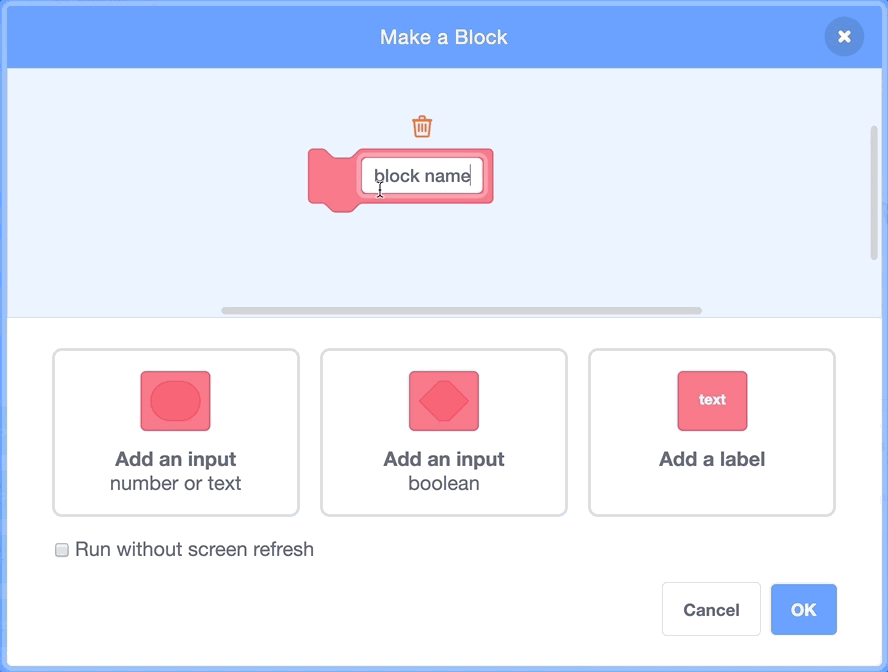 Make a Block
block name
text
Add an input
number or text
Add an input
boolean
Add a label
Run without screen refresh
Cancel
OK